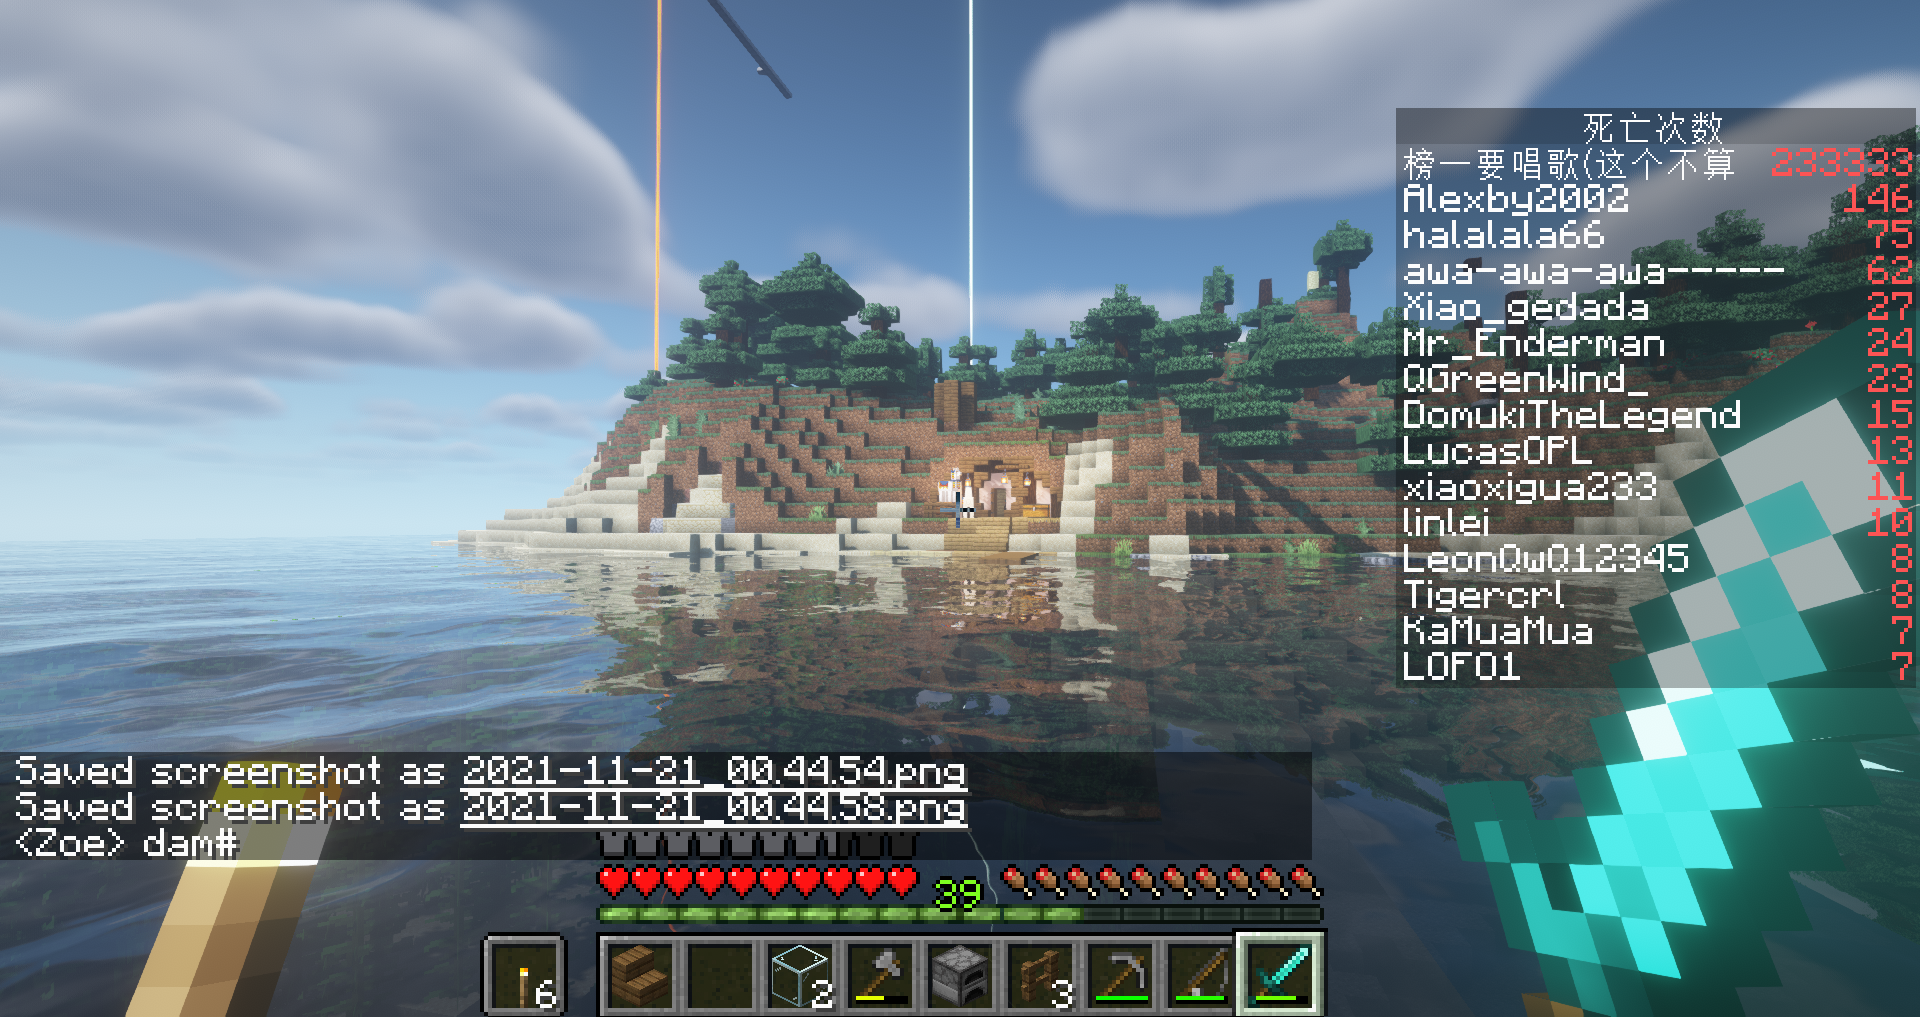 死亡次数
榜一要唱歌(这个不算 233333
Alexby2002 146
halalala66 75
awa-awa-awa----- 62
Xiao_gedada 27
Mr_Enderman 24
QGreenWind_ 23
DomukiTheLegend 15
LucasOPL 13
xiaoxigua233 11
linlei 10
LeonQwQ12345 8
Tigercrl 8
KaMuaMua 7
LOFO1 7
Saved screenshot as 2021-11-21_00.44.54.png
Saved screenshot as 2021-11-21_00.44.58.png
<Zoe> dam#
39
6 2 3